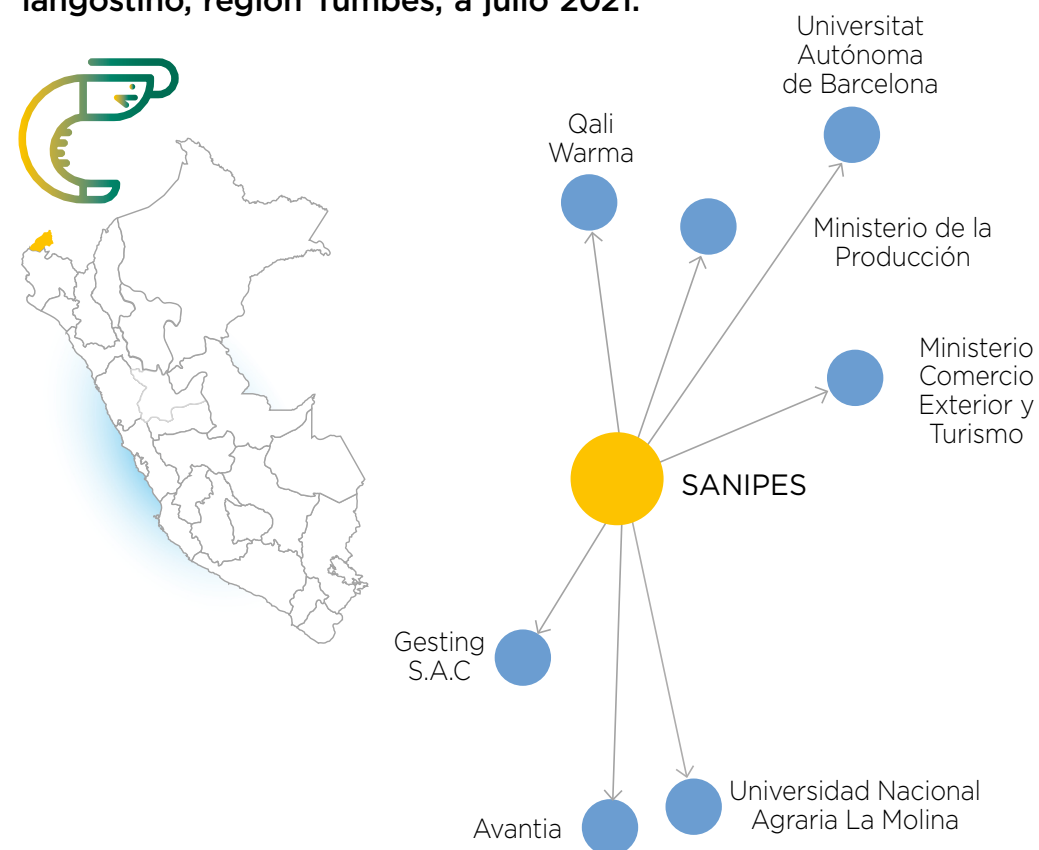 langostino, región Tumbes, a julio 2021.
Universitat
Autónoma
de Barcelona
Qali
Warma
Ministerio de la
Producción
Ministerio
Comercio
Exterior y
Turismo
SANIPES
Gesting
S.A.C
Universidad Nacional
Agraria La Molina
Avantia